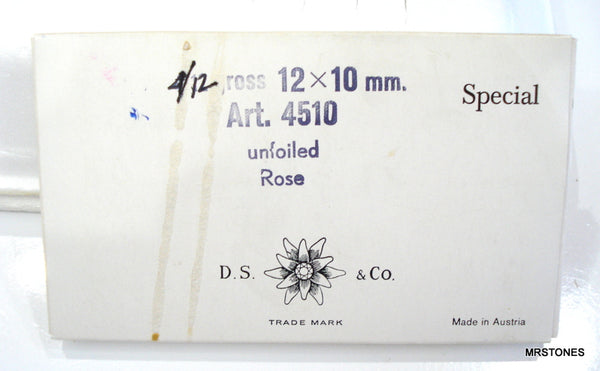 4/12 ross 12×10 mm.
Special
Art. 4510
unfoiled
Rose
D.S. & Co.
TRADE MARK
Made in Austria
MRSTONES